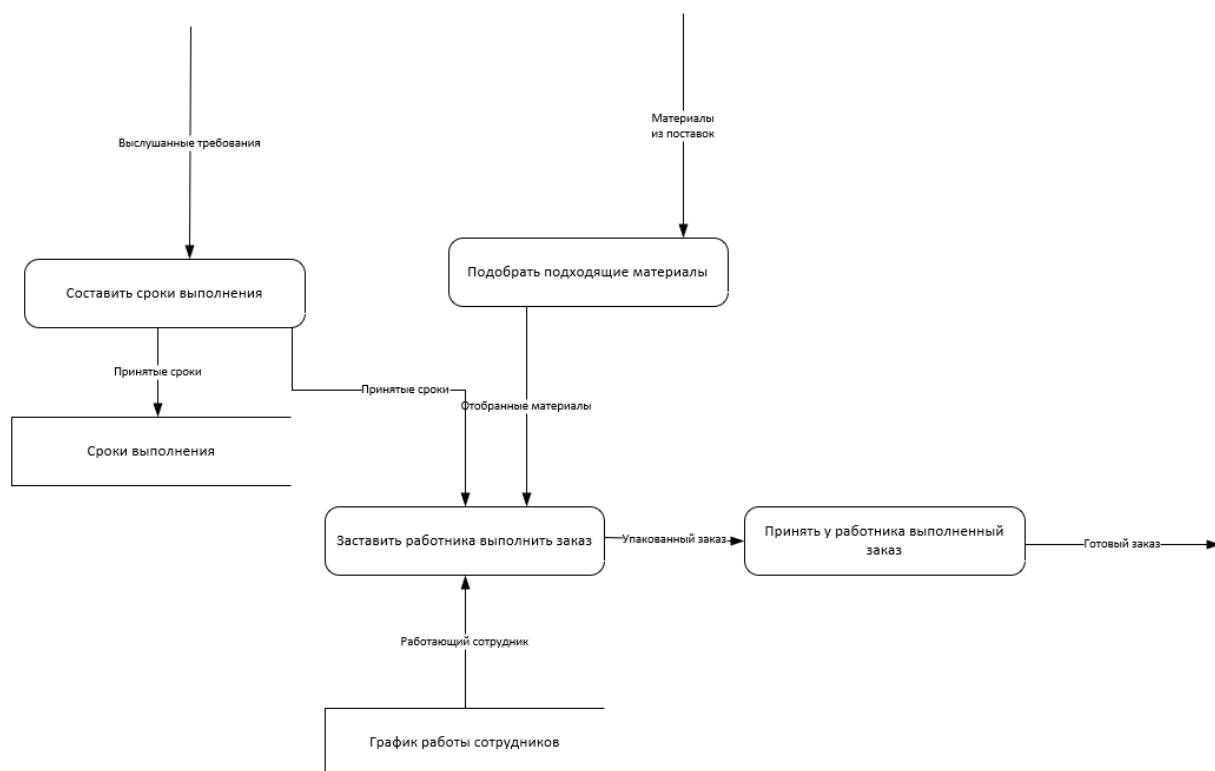 Выслушанные требования
Материалы
из поставок
Составить сроки выполнения
Подобрать подходящие материалы
Принятые сроки
Принятые сроки
Отобранные материалы
Сроки выполнения
Заставить работника выполнить заказ
Упакованный заказ
Принять у работника выполненный
заказ
Готовый заказ
Работающий сотрудник
График работы сотрудников